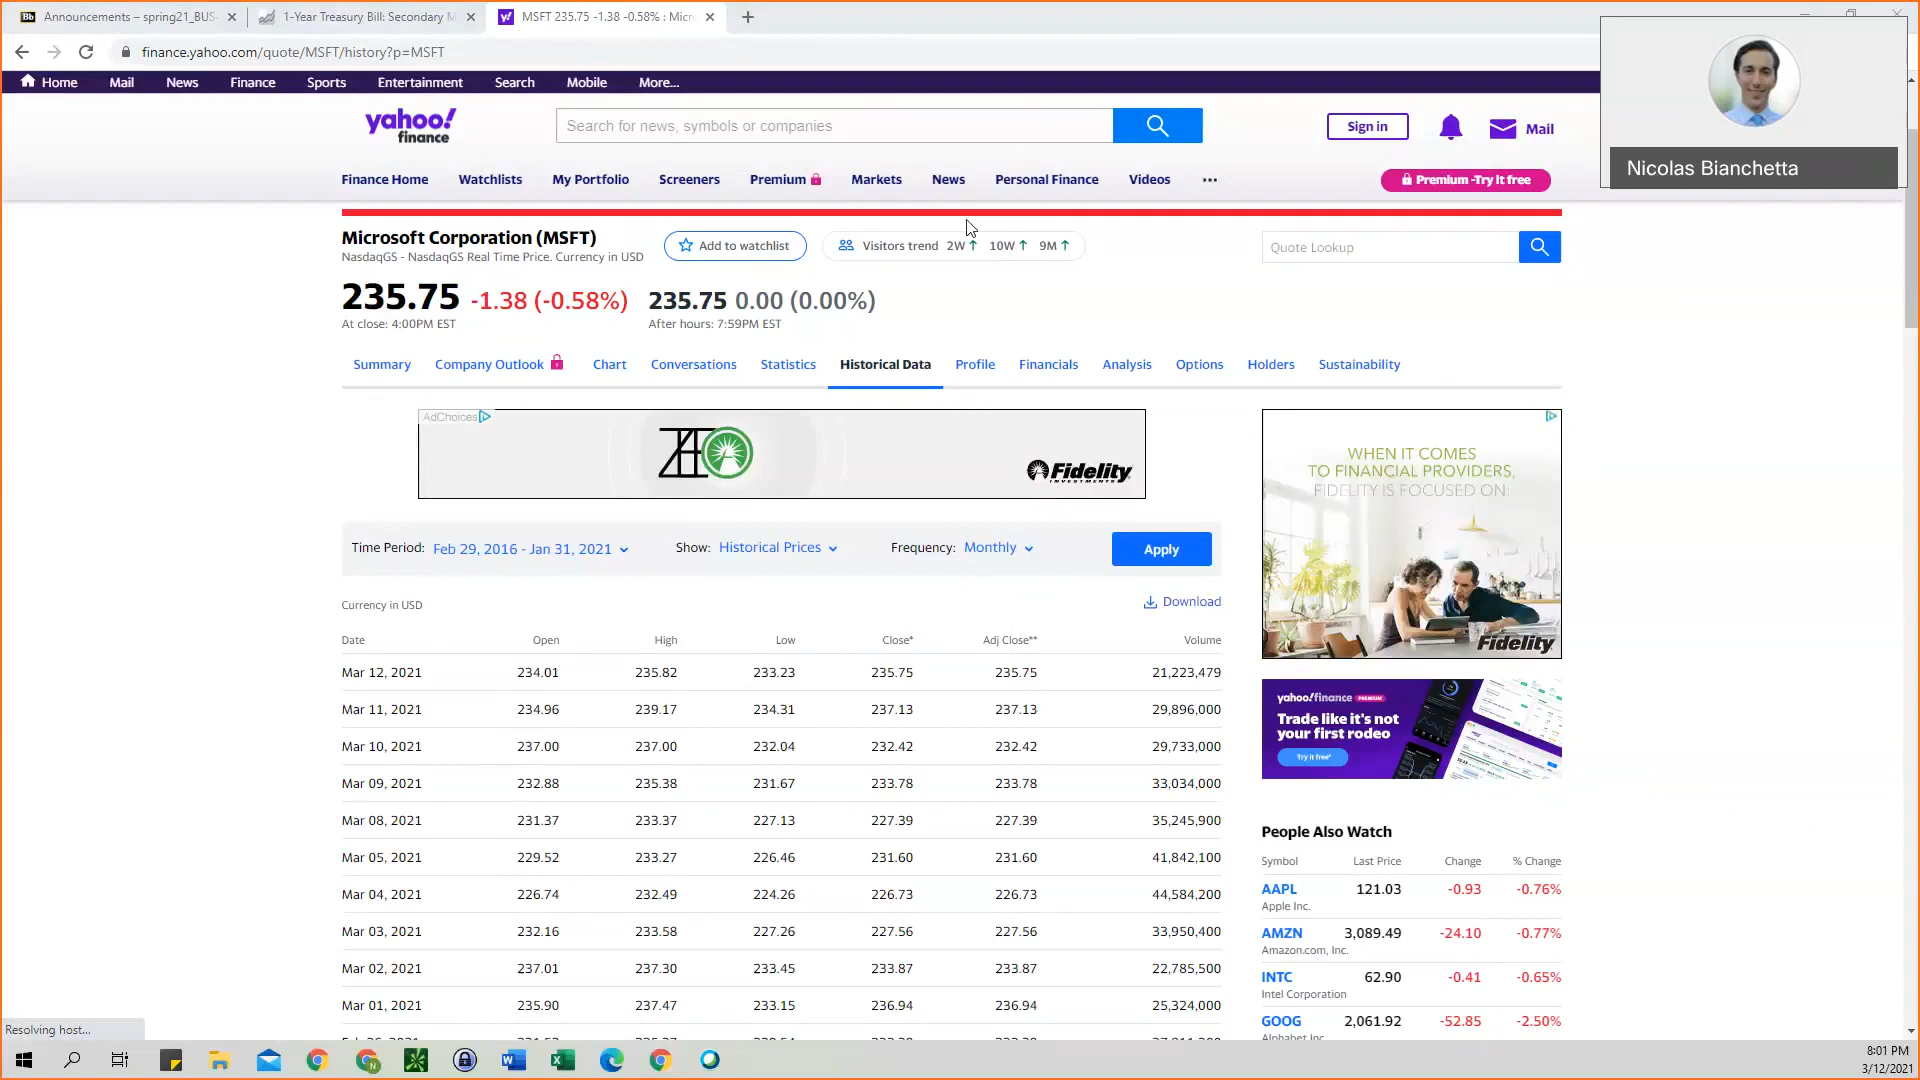 Announcements – spring21_BUS
1-Year Treasury Bill: Secondary M
MSFT 235.75 -1.38 -0.58% : Micr
finance.yahoo.com/quote/MSFT/history?p=MSFT
Home Mail News Finance Sports Entertainment Search Mobile More...
yahoo! finance
Search for news, symbols or companies
Sign in
Mail
Nicolas Bianchetta
Finance Home Watchlists My Portfolio Screeners Premium Markets News Personal Finance Videos ...
Premium -Try it free
Microsoft Corporation (MSFT)
NasdaqGS - NasdaqGS Real Time Price. Currency in USD
Add to watchlist
Visitors trend 2W↑ 10W↑ 9M↑
Quote Lookup
235.75 -1.38 (-0.58%) 235.75 0.00 (0.00%)
At close: 4:00PM EST After hours: 7:59PM EST
Summary Company Outlook Chart Conversations Statistics Historical Data Profile Financials Analysis Options Holders Sustainability
AdChoices
Fidelity
INVESTMENTS
WHEN IT COMES
TO FINANCIAL PROVIDERS,
FIDELITY IS FOCUSED ON:
Fidelity
Time Period: Feb 29, 2016 - Jan 31, 2021 Show: Historical Prices Frequency: Monthly Apply
Currency in USD Download
Date Open High Low Close* Adj Close** Volume
Mar 12, 2021 234.01 235.82 233.23 235.75 235.75 21,223,479
Mar 11, 2021 234.96 239.17 234.31 237.13 237.13 29,896,000
Mar 10, 2021 237.00 237.00 232.04 232.42 232.42 29,733,000
Mar 09, 2021 232.88 235.38 231.67 233.78 233.78 33,034,000
Mar 08, 2021 231.37 233.37 227.13 227.39 227.39 35,245,900
Mar 05, 2021 229.52 233.27 226.46 231.60 231.60 41,842,100
Mar 04, 2021 226.74 232.49 224.26 226.73 226.73 44,584,200
Mar 03, 2021 232.16 233.58 227.26 227.56 227.56 33,950,400
Mar 02, 2021 237.01 237.30 233.45 233.87 233.87 22,785,500
Mar 01, 2021 235.90 237.47 233.15 236.94 236.94 25,324,000
yahoo!finance PREMIUM
Trade like it's not
your first rodeo
Try it free*
People Also Watch
Symbol Last Price Change % Change
AAPL 121.03 -0.93 -0.76%
Apple Inc.
AMZN 3,089.49 -24.10 -0.77%
Amazon.com, Inc.
INTC 62.90 -0.41 -0.65%
Intel Corporation
GOOG 2,061.92 -52.85 -2.50%
Alphabet Inc.
Resolving host...
8:01 PM
3/12/2021